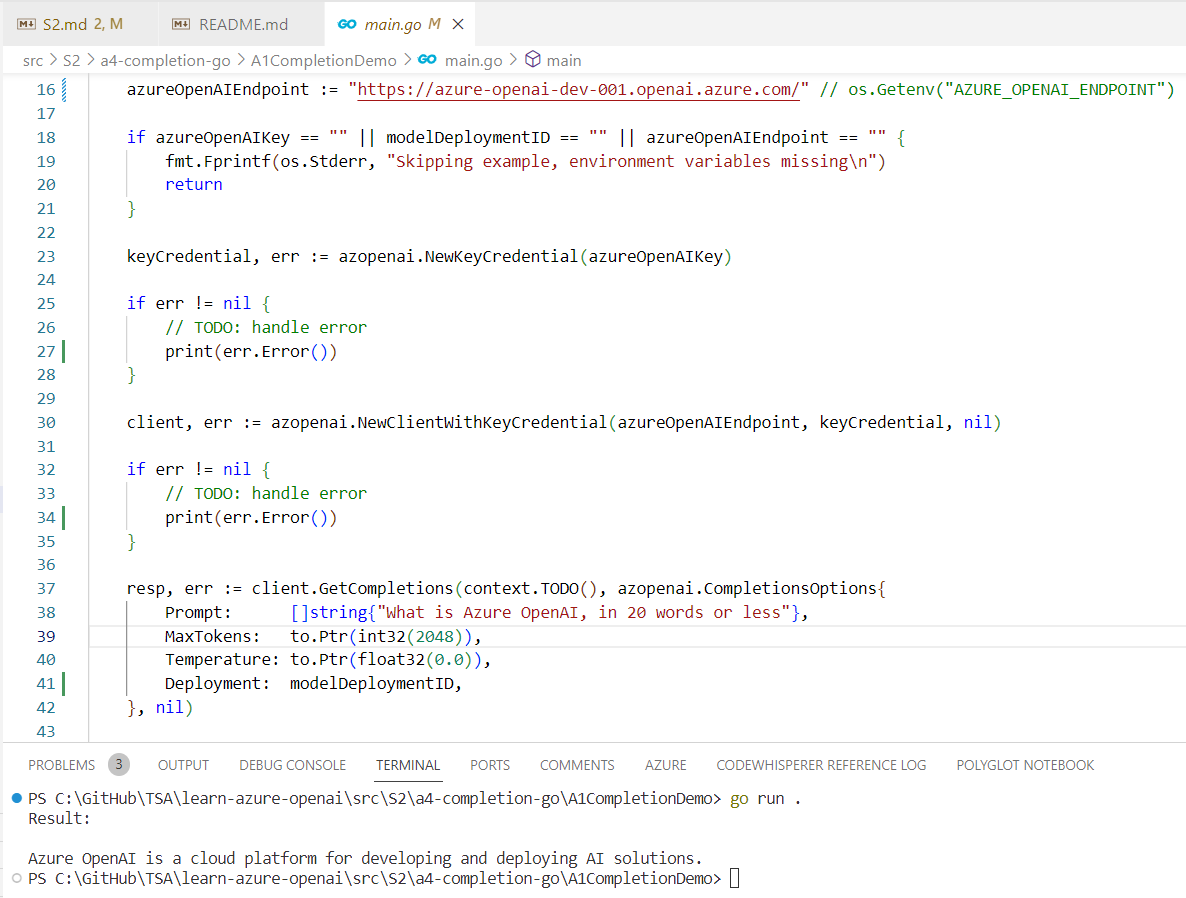 S2.md 2, M README.md main.go M
src > S2 > a4-completion-go > A1CompletionDemo > main.go > main
16 azureOpenAIEndpoint := "https://azure-openai-dev-001.openai.azure.com/" // os.Getenv("AZURE_OPENAI_ENDPOINT")
17
18 if azureOpenAIKey == "" || modelDeploymentID == "" || azureOpenAIEndpoint == "" {
19 fmt.Fprintf(os.Stderr, "Skipping example, environment variables missing\n")
20 return
21 }
22
23 keyCredential, err := azopenai.NewKeyCredential(azureOpenAIKey)
24
25 if err != nil {
26 // TODO: handle error
27 print(err.Error())
28 }
29
30 client, err := azopenai.NewClientWithKeyCredential(azureOpenAIEndpoint, keyCredential, nil)
31
32 if err != nil {
33 // TODO: handle error
34 print(err.Error())
35 }
36
37 resp, err := client.GetCompletions(context.TODO(), azopenai.CompletionsOptions{
38 Prompt: []string{"What is Azure OpenAI, in 20 words or less"},
39 MaxTokens: to.Ptr(int32(2048)),
40 Temperature: to.Ptr(float32(0.0)),
41 Deployment: modelDeploymentID,
42 }, nil)
43
PROBLEMS 3 OUTPUT DEBUG CONSOLE TERMINAL PORTS COMMENTS AZURE CODEWHISPERER REFERENCE LOG POLYGLOT NOTEBOOK
PS C:\GitHub\TSA\learn-azure-openai\src\S2\a4-completion-go\A1CompletionDemo> go run .
Result:
Azure OpenAI is a cloud platform for developing and deploying AI solutions.
PS C:\GitHub\TSA\learn-azure-openai\src\S2\a4-completion-go\A1CompletionDemo>